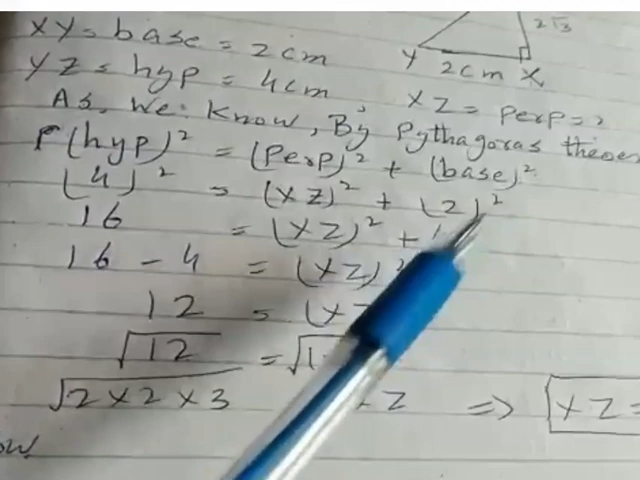 XY = base = 2cm
2√3
Y 2cm X
YZ = hyp = 4cm
XZ = Perp = ?
As, We Know, By Pythagoras
(hyp)² = (Perp)² + (base)²
(4)² = (XZ)² + (2)²
16 = (XZ)² +
16 - 4 = (XZ)
12 =
√12 =
√2×2×3 Z => XZ =